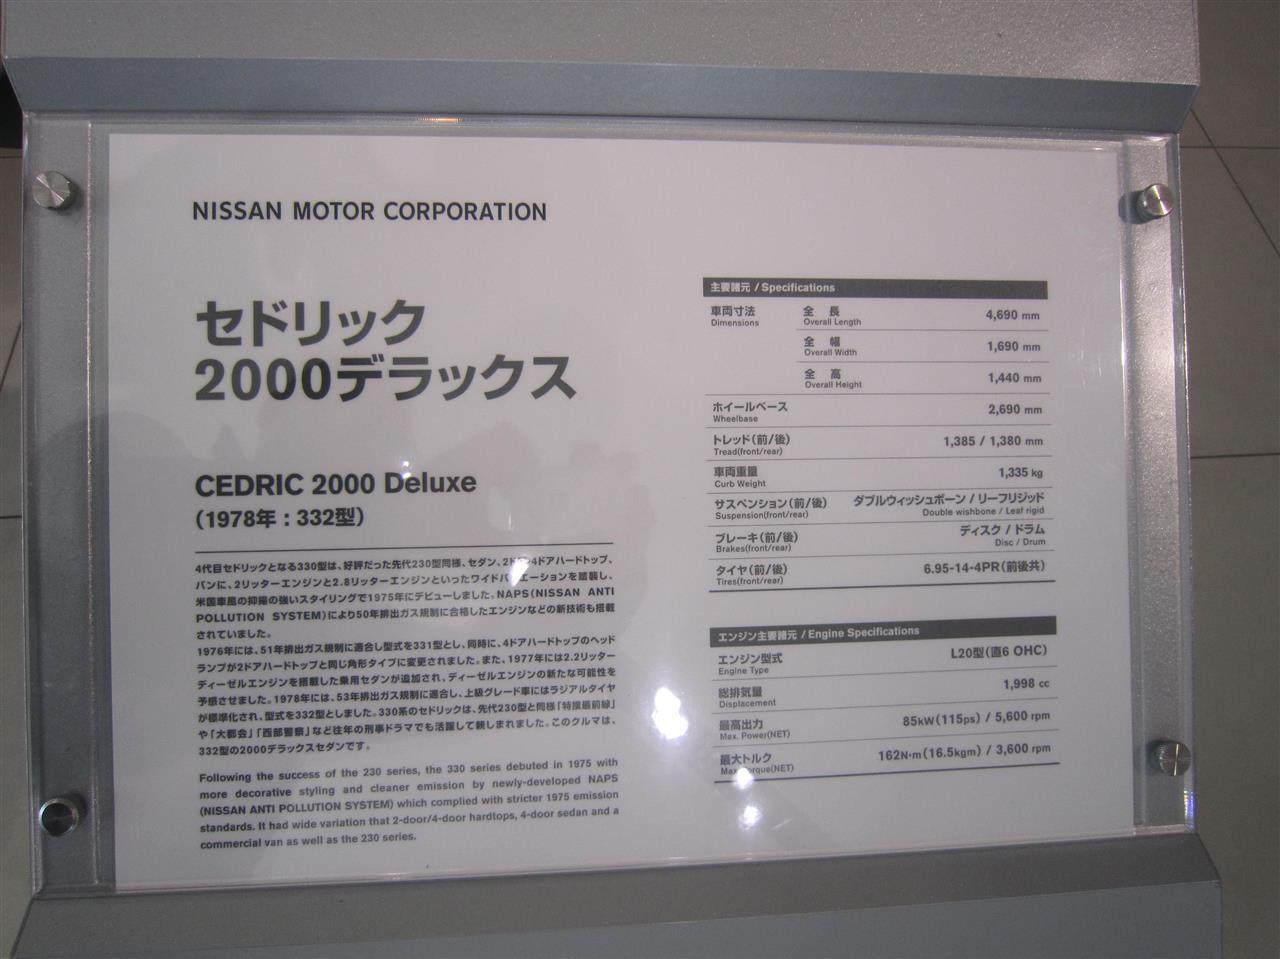 NISSAN MOTOR CORPORATION
セドリック
2000デラックス
CEDRIC 2000 Deluxe
（1978年：332型）
4代目セドリックとなる330型は、好評だった先代230型同様、セダン、2ドア4ドアハードトップ、
バンに、2リッターエンジンと2.8リッターエンジンといったワイドバリエーションを踏襲し、
米国車風の抑揚の強いスタイリングで1975年にデビューしました。NAPS（NISSAN ANTI
POLLUTION SYSTEM）により50年排出ガス規制に合格したエンジンなどの新技術も搭載
されていました。
1976年には、51年排出ガス規制に適合し型式を331型とし、同時に、4ドアハードトップのヘッド
ランプが2ドアハードトップと同じ角形タイプに変更されました。また、1977年には2.2リッター
ディーゼルエンジンを搭載した乗用セダンが追加され、ディーゼルエンジンの新たな可能性を
予感させました。1978年には、53年排出ガス規制に適合し、上級グレード車にはラジアルタイヤ
が標準化され、型式を332型としました。330系のセドリックは、先代230型と同様「特捜最前線」
や「大都会」「西部警察」など往年の刑事ドラマでも活躍して親しまれました。このクルマは、
332型の2000デラックスセダンです。
Following the success of the 230 series, the 330 series debuted in 1975 with
more decorative styling and cleaner emission by newly-developed NAPS
(NISSAN ANTI POLLUTION SYSTEM) which complied with stricter 1975 emission
standards. It had wide variation that 2-door/4-door hardtops, 4-door sedan and a
commercial van as well as the 230 series.
主要諸元 / Specifications
車両寸法 全 長 4,690 mm
Dimensions Overall Length
全 幅 1,690 mm
Overall Width
全 高 1,440 mm
Overall Height
ホイールベース 2,690 mm
Wheelbase
トレッド（前/後） 1,385 / 1,380 mm
Tread(front/rear)
車両重量 1,335 kg
Curb Weight
サスペンション（前/後） ダブルウィッシュボーン / リーフリジッド
Suspension(front/rear) Double wishbone / Leaf rigid
ブレーキ（前/後） ディスク / ドラム
Brakes(front/rear) Disc / Drum
タイヤ（前/後） 6.95-14-4PR（前後共）
Tires(front/rear)
エンジン主要諸元 / Engine Specifications
エンジン型式 L20型（直6 OHC）
Engine Type
総排気量 1,998 cc
Displacement
最高出力 85kW（115ps） / 5,600 rpm
Max. Power(NET)
最大トルク 162N·m（16.5kgm） / 3,600 rpm
Max. Torque(NET)